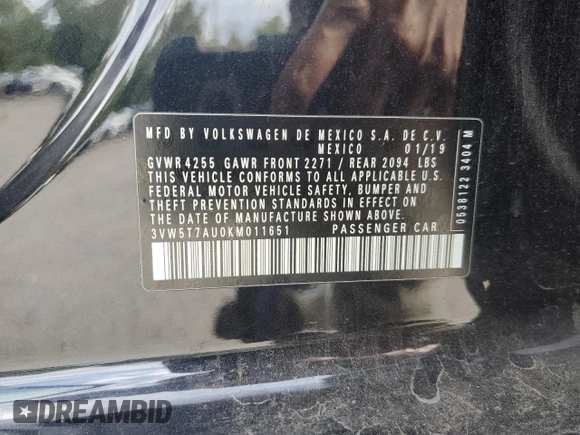 MFD BY VOLKSWAGEN DE MEXICO S.A. DE C.V.
MEXICO 01/19
GVWR 4255 GAWR FRONT 2271 / REAR 2094 LBS
THIS VEHICLE CONFORMS TO ALL APPLICABLE U.S.
FEDERAL MOTOR VEHICLE SAFETY, BUMPER AND
THEFT PREVENTION STANDARDS IN EFFECT ON THE
DATE OF MANUFACTURE SHOWN ABOVE.
3VW5T7AU0KM011651 PASSENGER CAR
0538122 3404 M
DREAMBID